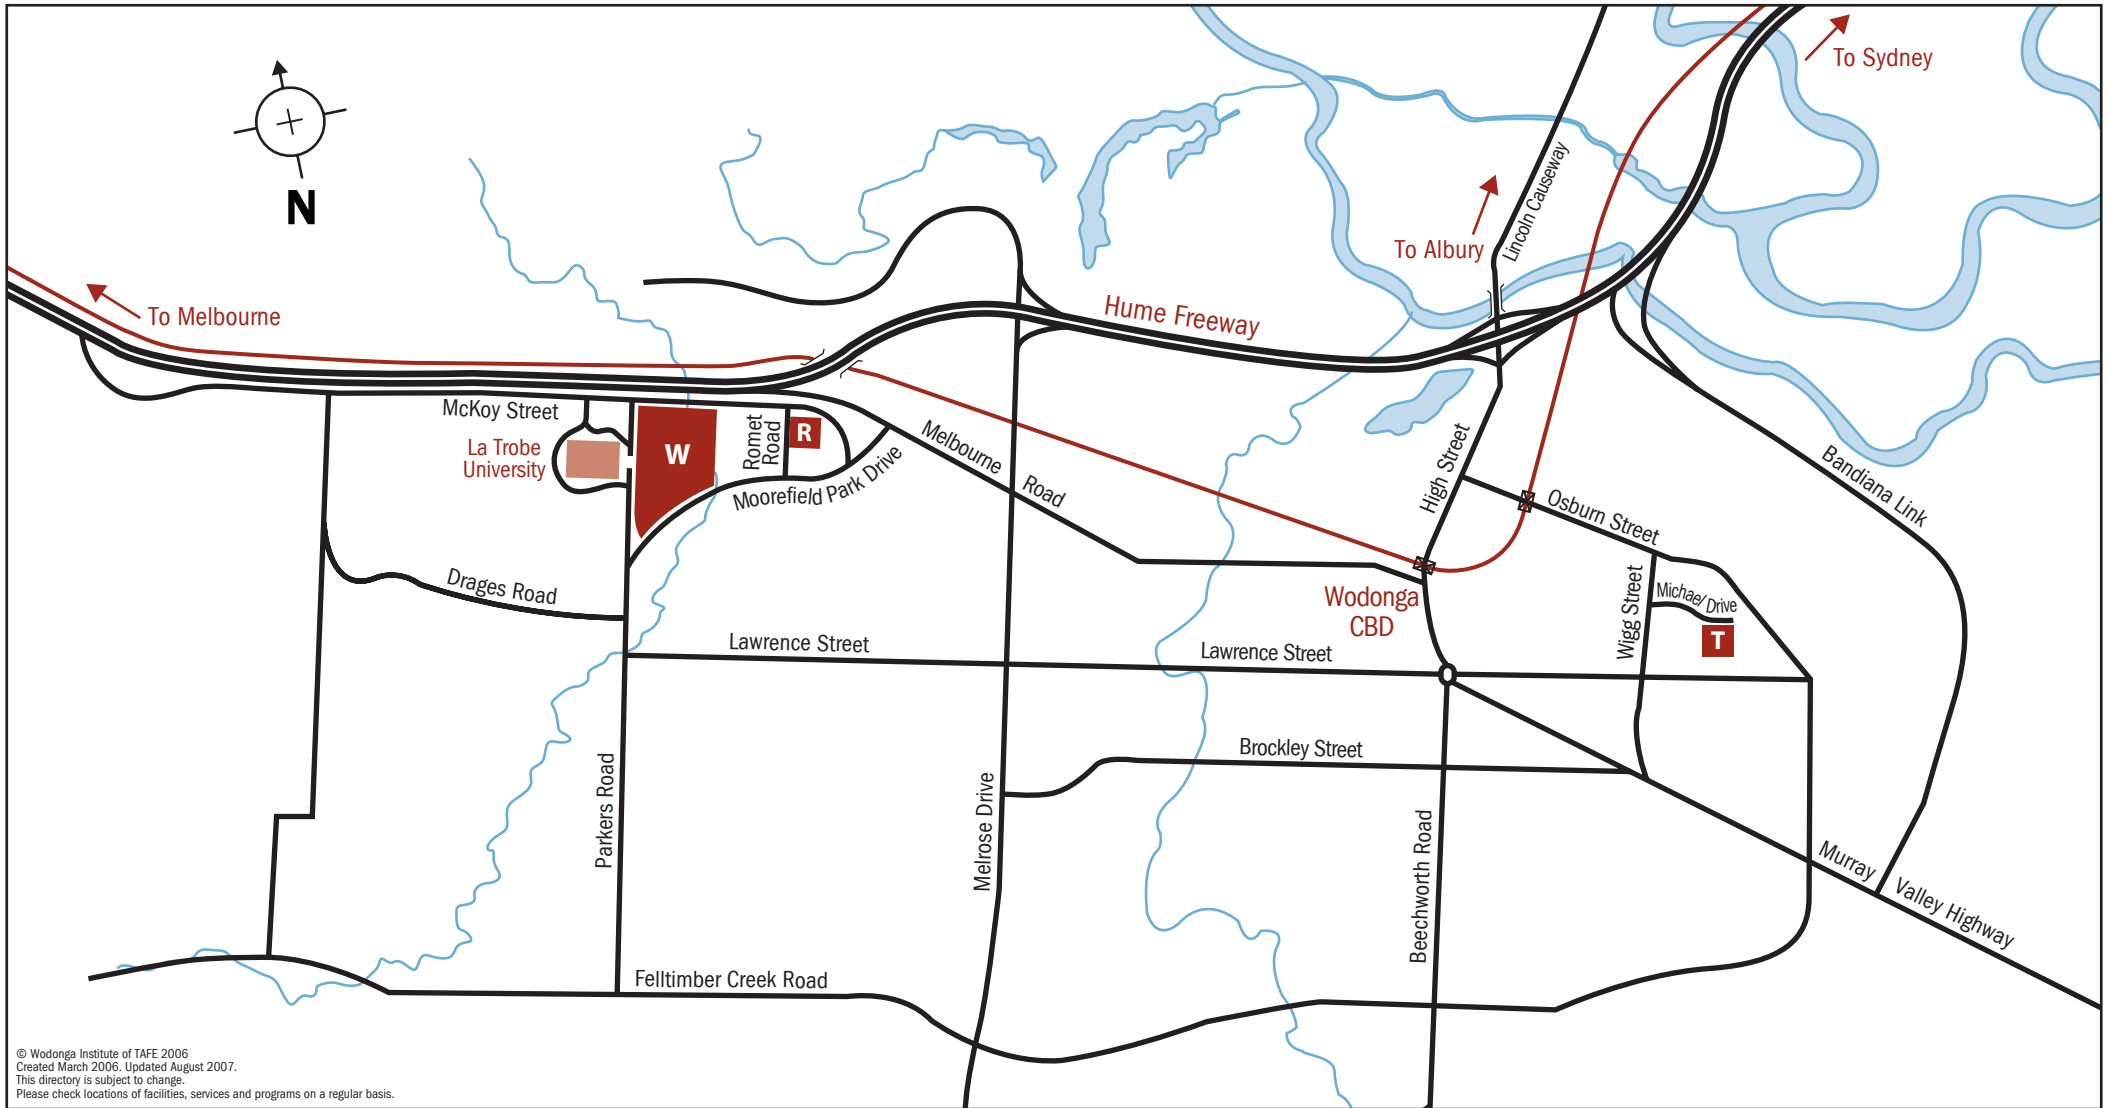 To Sydney
N
Lincoln Causeway
To Albury
To Melbourne
Hume Freeway
McKoy Street
La Trobe
University
W
Romet
Road
R
Moorefield Park Drive
Melbourne Road
High Street
Osburn Street
Bandiana Link
Drages Road
Wodonga
CBD
Wigg Street
Michael Drive
T
Lawrence Street
Lawrence Street
Brockley Street
Parkers Road
Melrose Drive
Beechworth Road
Murray Valley Highway
Felltimber Creek Road
© Wodonga Institute of TAFE 2006
Created March 2006. Updated August 2007.
This directory is subject to change.
Please check locations of facilities, services and programs on a regular basis.